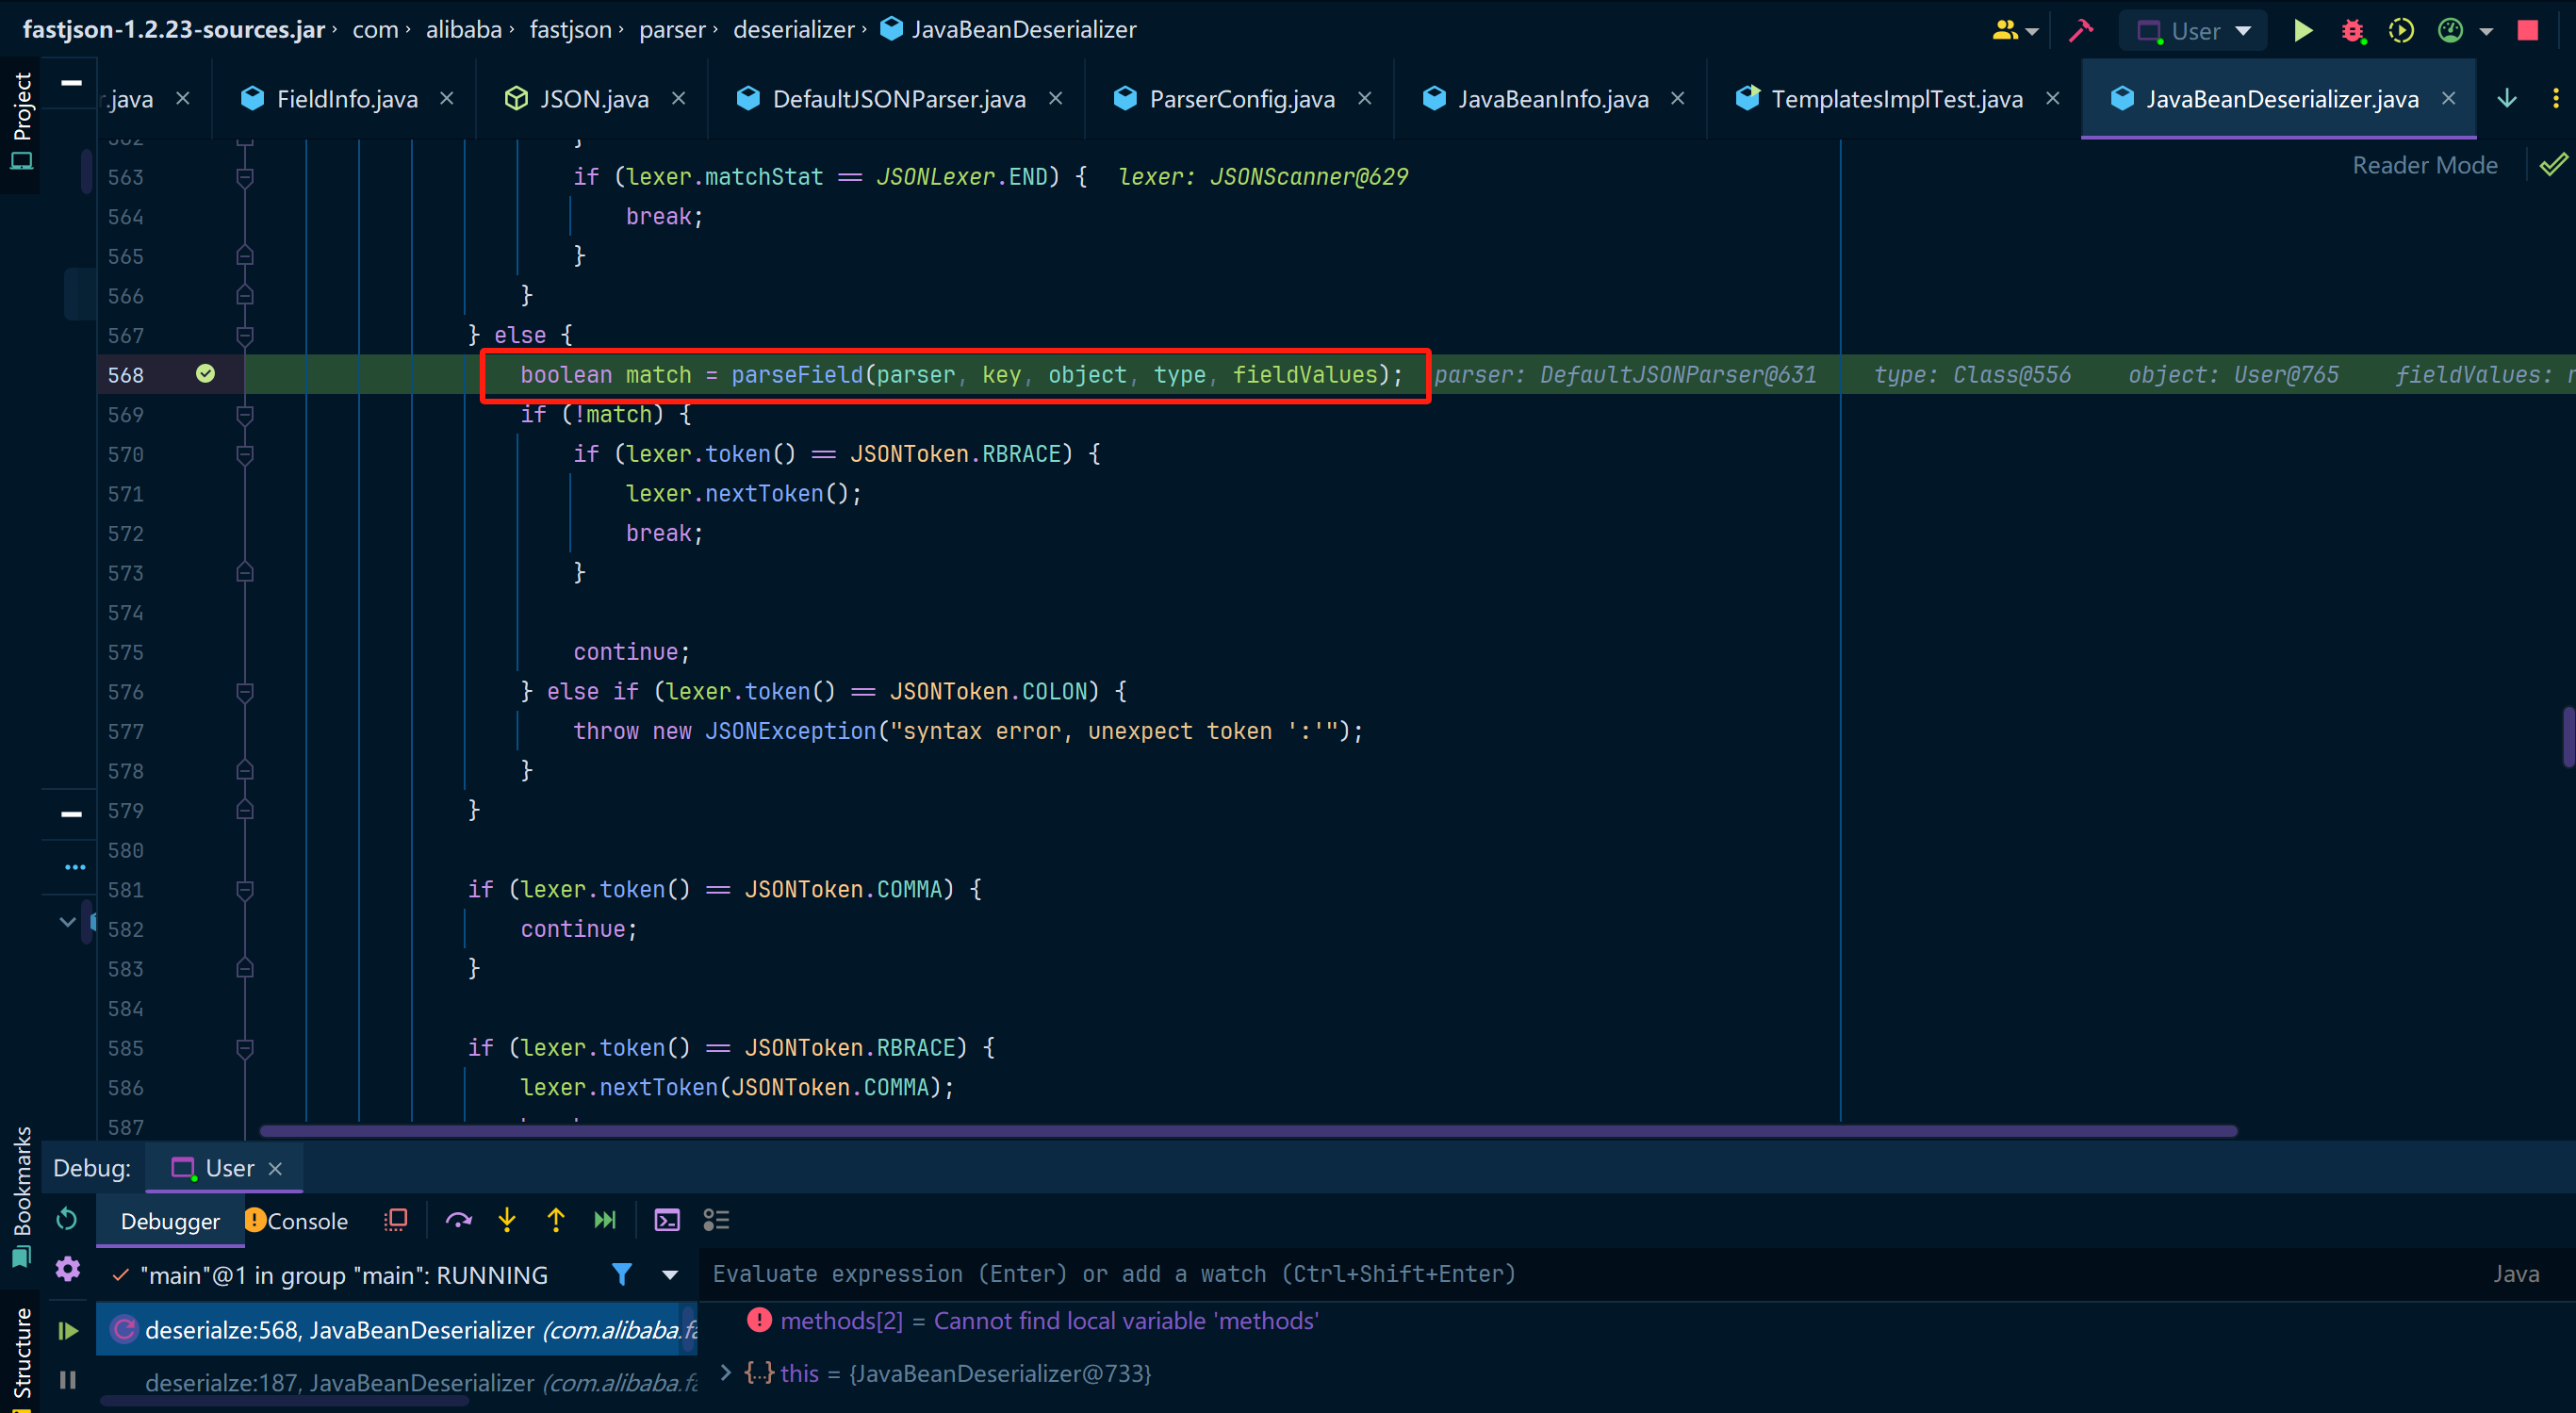 fastjson-1.2.23-sources.jar › com › alibaba › fastjson › parser › deserializer › JavaBeanDeserializer
User
Project
.java
FieldInfo.java
JSON.java
DefaultJSONParser.java
ParserConfig.java
JavaBeanInfo.java
TemplatesImplTest.java
JavaBeanDeserializer.java
Reader Mode
562 }
563 if (lexer.matchStat == JSONLexer.END) { lexer: JSONScanner@629
564 break;
565 }
566 }
567 } else {
568 boolean match = parseField(parser, key, object, type, fieldValues); parser: DefaultJSONParser@631 type: Class@556 object: User@765 fieldValues: n
569 if (!match) {
570 if (lexer.token() == JSONToken.RBRACE) {
571 lexer.nextToken();
572 break;
573 }
574
575 continue;
576 } else if (lexer.token() == JSONToken.COLON) {
577 throw new JSONException("syntax error, unexpect token ':'");
578 }
579 }
580
581 if (lexer.token() == JSONToken.COMMA) {
582 continue;
583 }
584
585 if (lexer.token() == JSONToken.RBRACE) {
586 lexer.nextToken(JSONToken.COMMA);
587
Bookmarks
Structure
Debug: User
Debugger Console
"main"@1 in group "main": RUNNING
deserialze:568, JavaBeanDeserializer (com.alibaba.fa
deserialze:187, JavaBeanDeserializer (com.alibaba.fa
Evaluate expression (Enter) or add a watch (Ctrl+Shift+Enter) Java
methods[2] = Cannot find local variable 'methods'
this = {JavaBeanDeserializer@733}